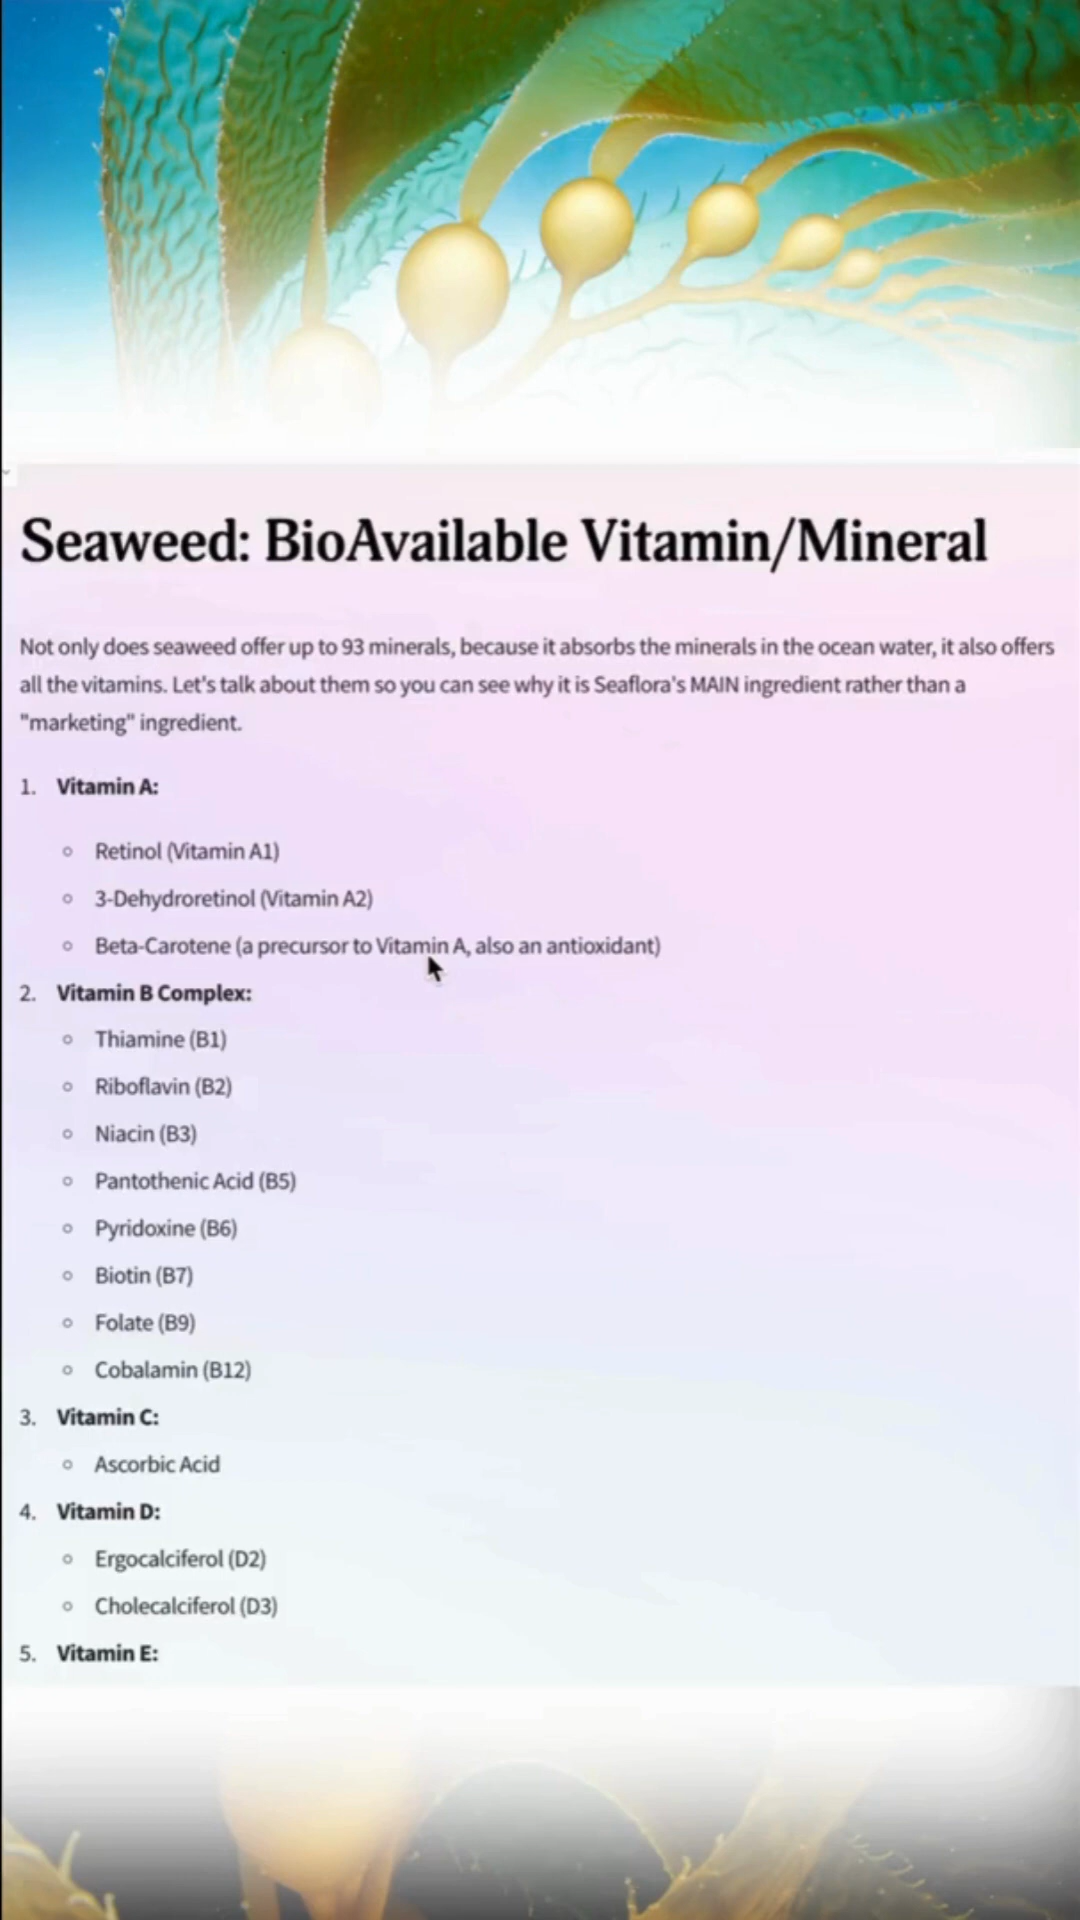 Seaweed: BioAvailable Vitamin/Mineral
Not only does seaweed offer up to 93 minerals, because it absorbs the minerals in the ocean water, it also offers
all the vitamins. Let's talk about them so you can see why it is Seaflora's MAIN ingredient rather than a
"marketing" ingredient.
1. Vitamin A:
○ Retinol (Vitamin A1)
○ 3-Dehydroretinol (Vitamin A2)
○ Beta-Carotene (a precursor to Vitamin A, also an antioxidant)
2. Vitamin B Complex:
○ Thiamine (B1)
○ Riboflavin (B2)
○ Niacin (B3)
○ Pantothenic Acid (B5)
○ Pyridoxine (B6)
○ Biotin (B7)
○ Folate (B9)
○ Cobalamin (B12)
3. Vitamin C:
○ Ascorbic Acid
4. Vitamin D:
○ Ergocalciferol (D2)
○ Cholecalciferol (D3)
5. Vitamin E: